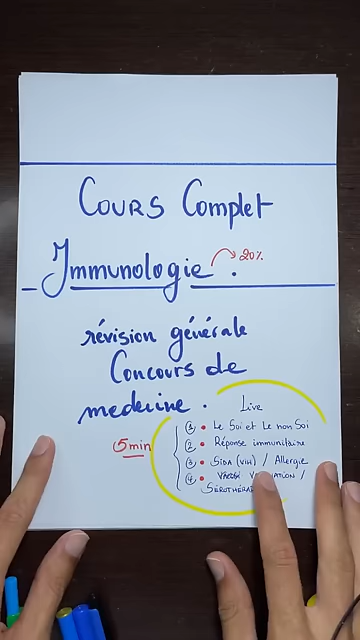 Cours Complet
Immunologie.
20%
révision générale
Concours de
medecine.
Live
5min
① • Le Soi et Le non Soi
② • Réponse immunitaire
③ • SIDA (VIH) / Allergie
④ •